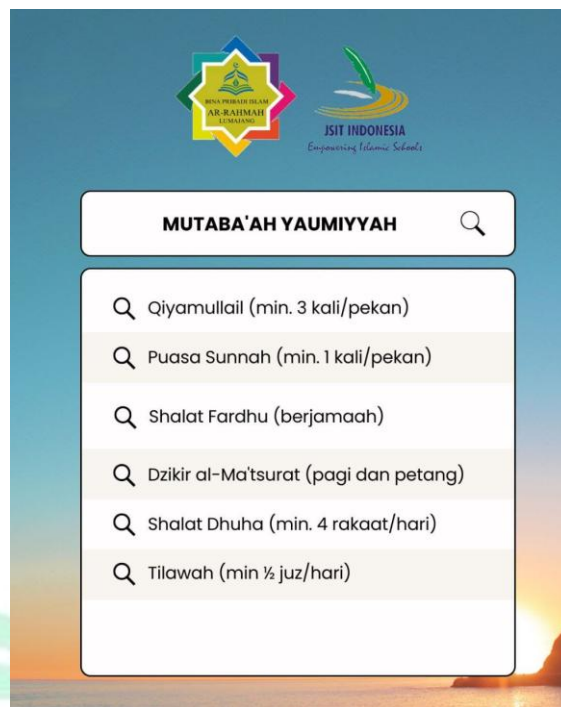 BINA PRIBADI ISLAM
AR-RAHMAH
LUMAJANG
JSIT INDONESIA
Empowering Islamic Schools
MUTABA'AH YAUMIYYAH
Qiyamullail (min. 3 kali/pekan)
Puasa Sunnah (min. 1 kali/pekan)
Shalat Fardhu (berjamaah)
Dzikir al-Ma'tsurat (pagi dan petang)
Shalat Dhuha (min. 4 rakaat/hari)
Tilawah (min ½ juz/hari)